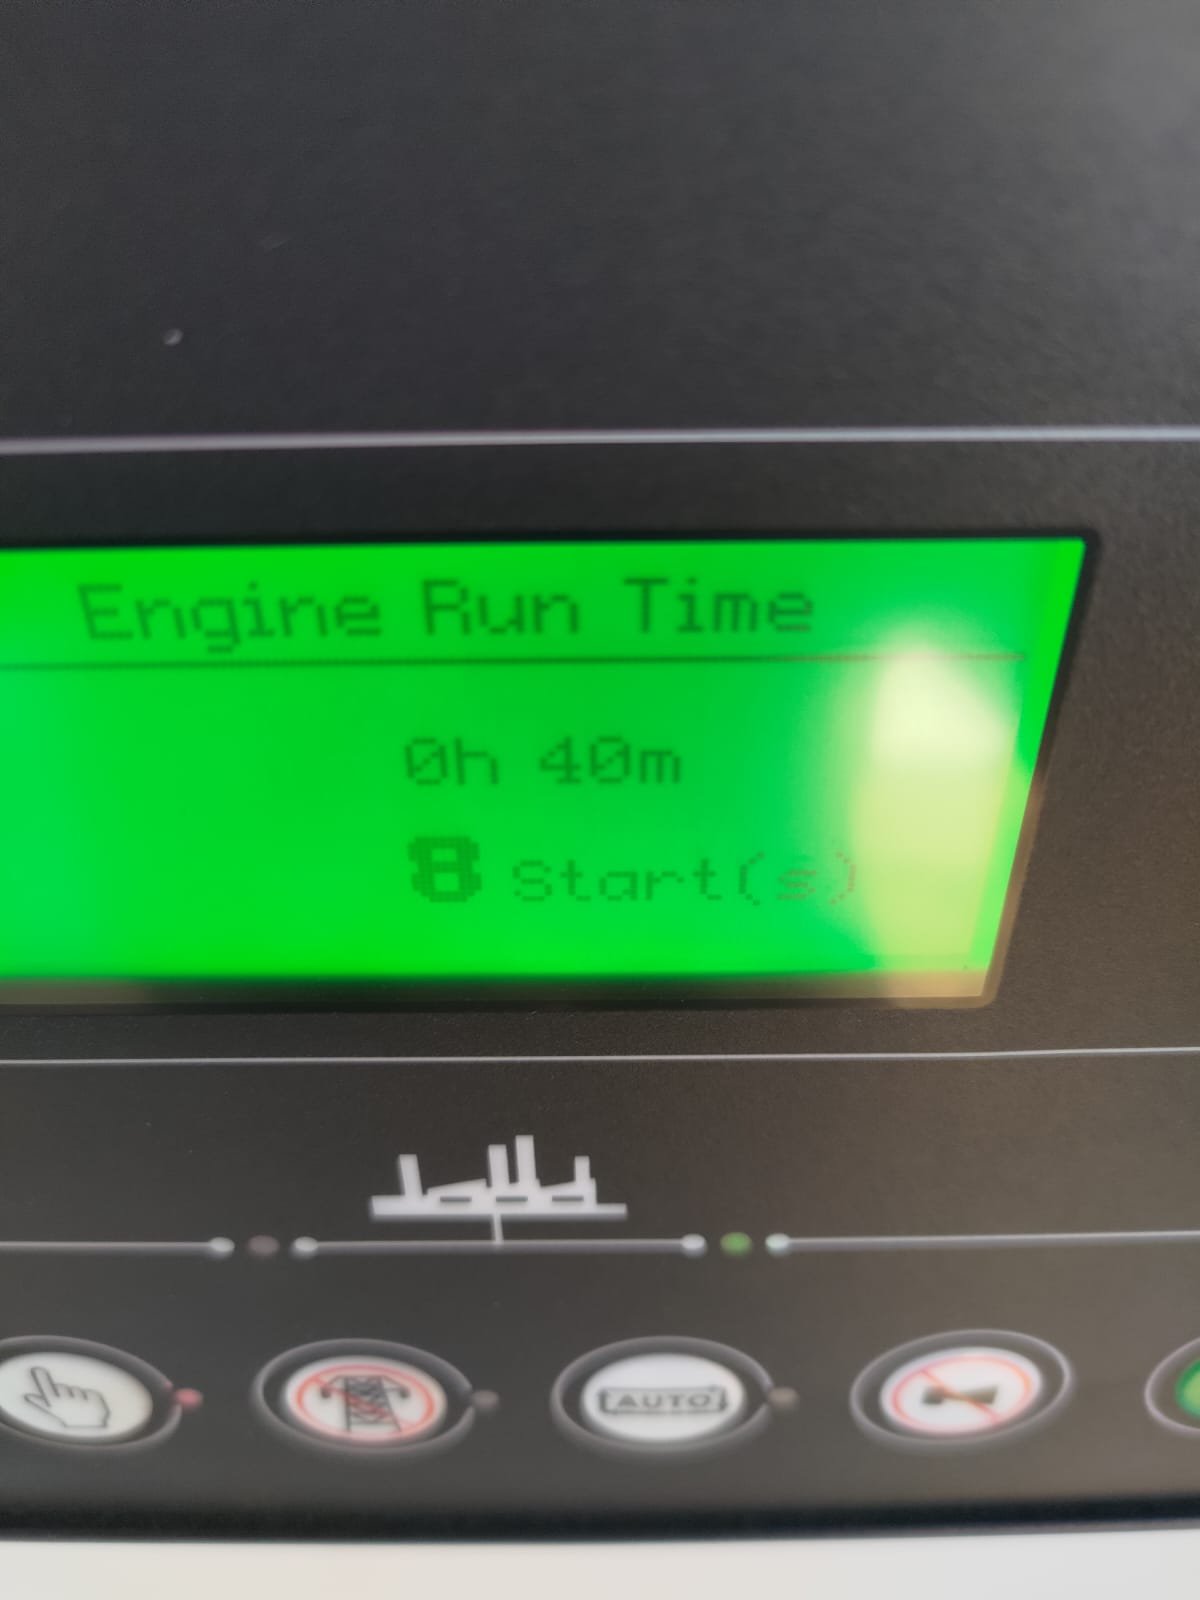 Engine Run Time
0h 40m
8 Start(s)
AUTO